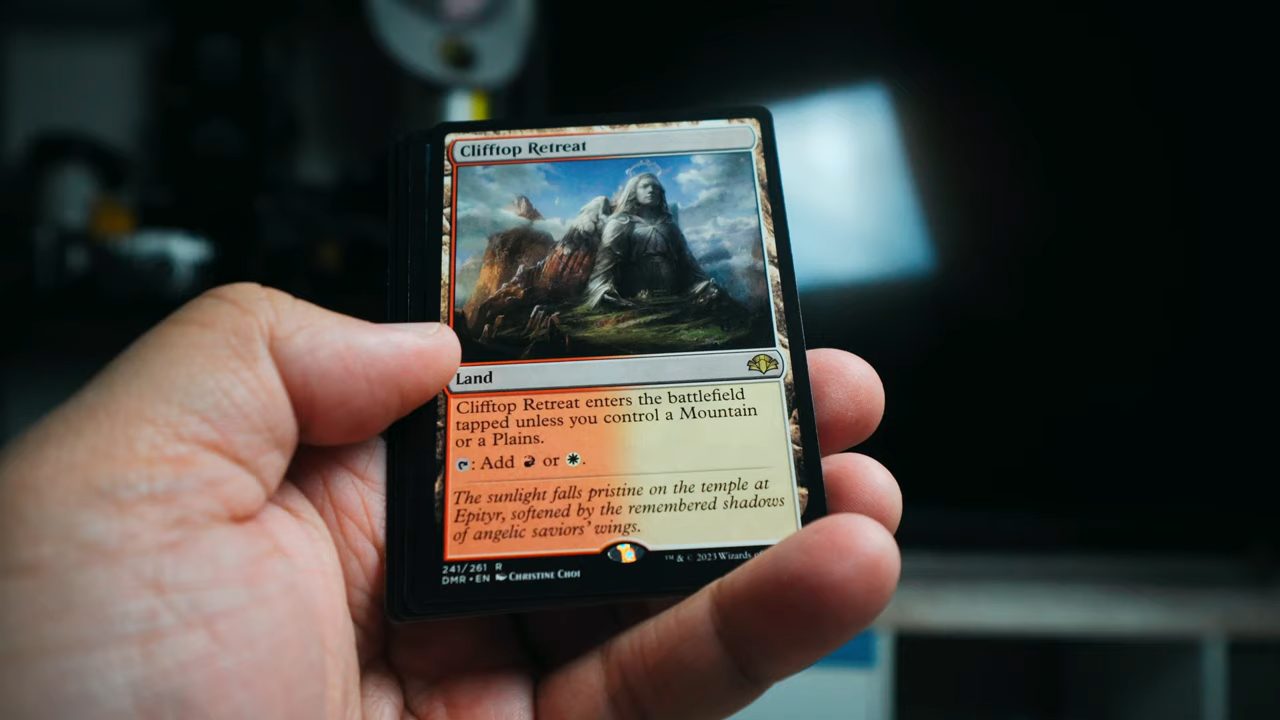 Clifftop Retreat
Land
Clifftop Retreat enters the battlefield
tapped unless you control a Mountain
or a Plains.
: Add or .
The sunlight falls pristine on the temple at
Epityr, softened by the remembered shadows
of angelic saviors' wings.
241/261 R
DMR • EN Christine Choi
™ & © 2023 Wizards of